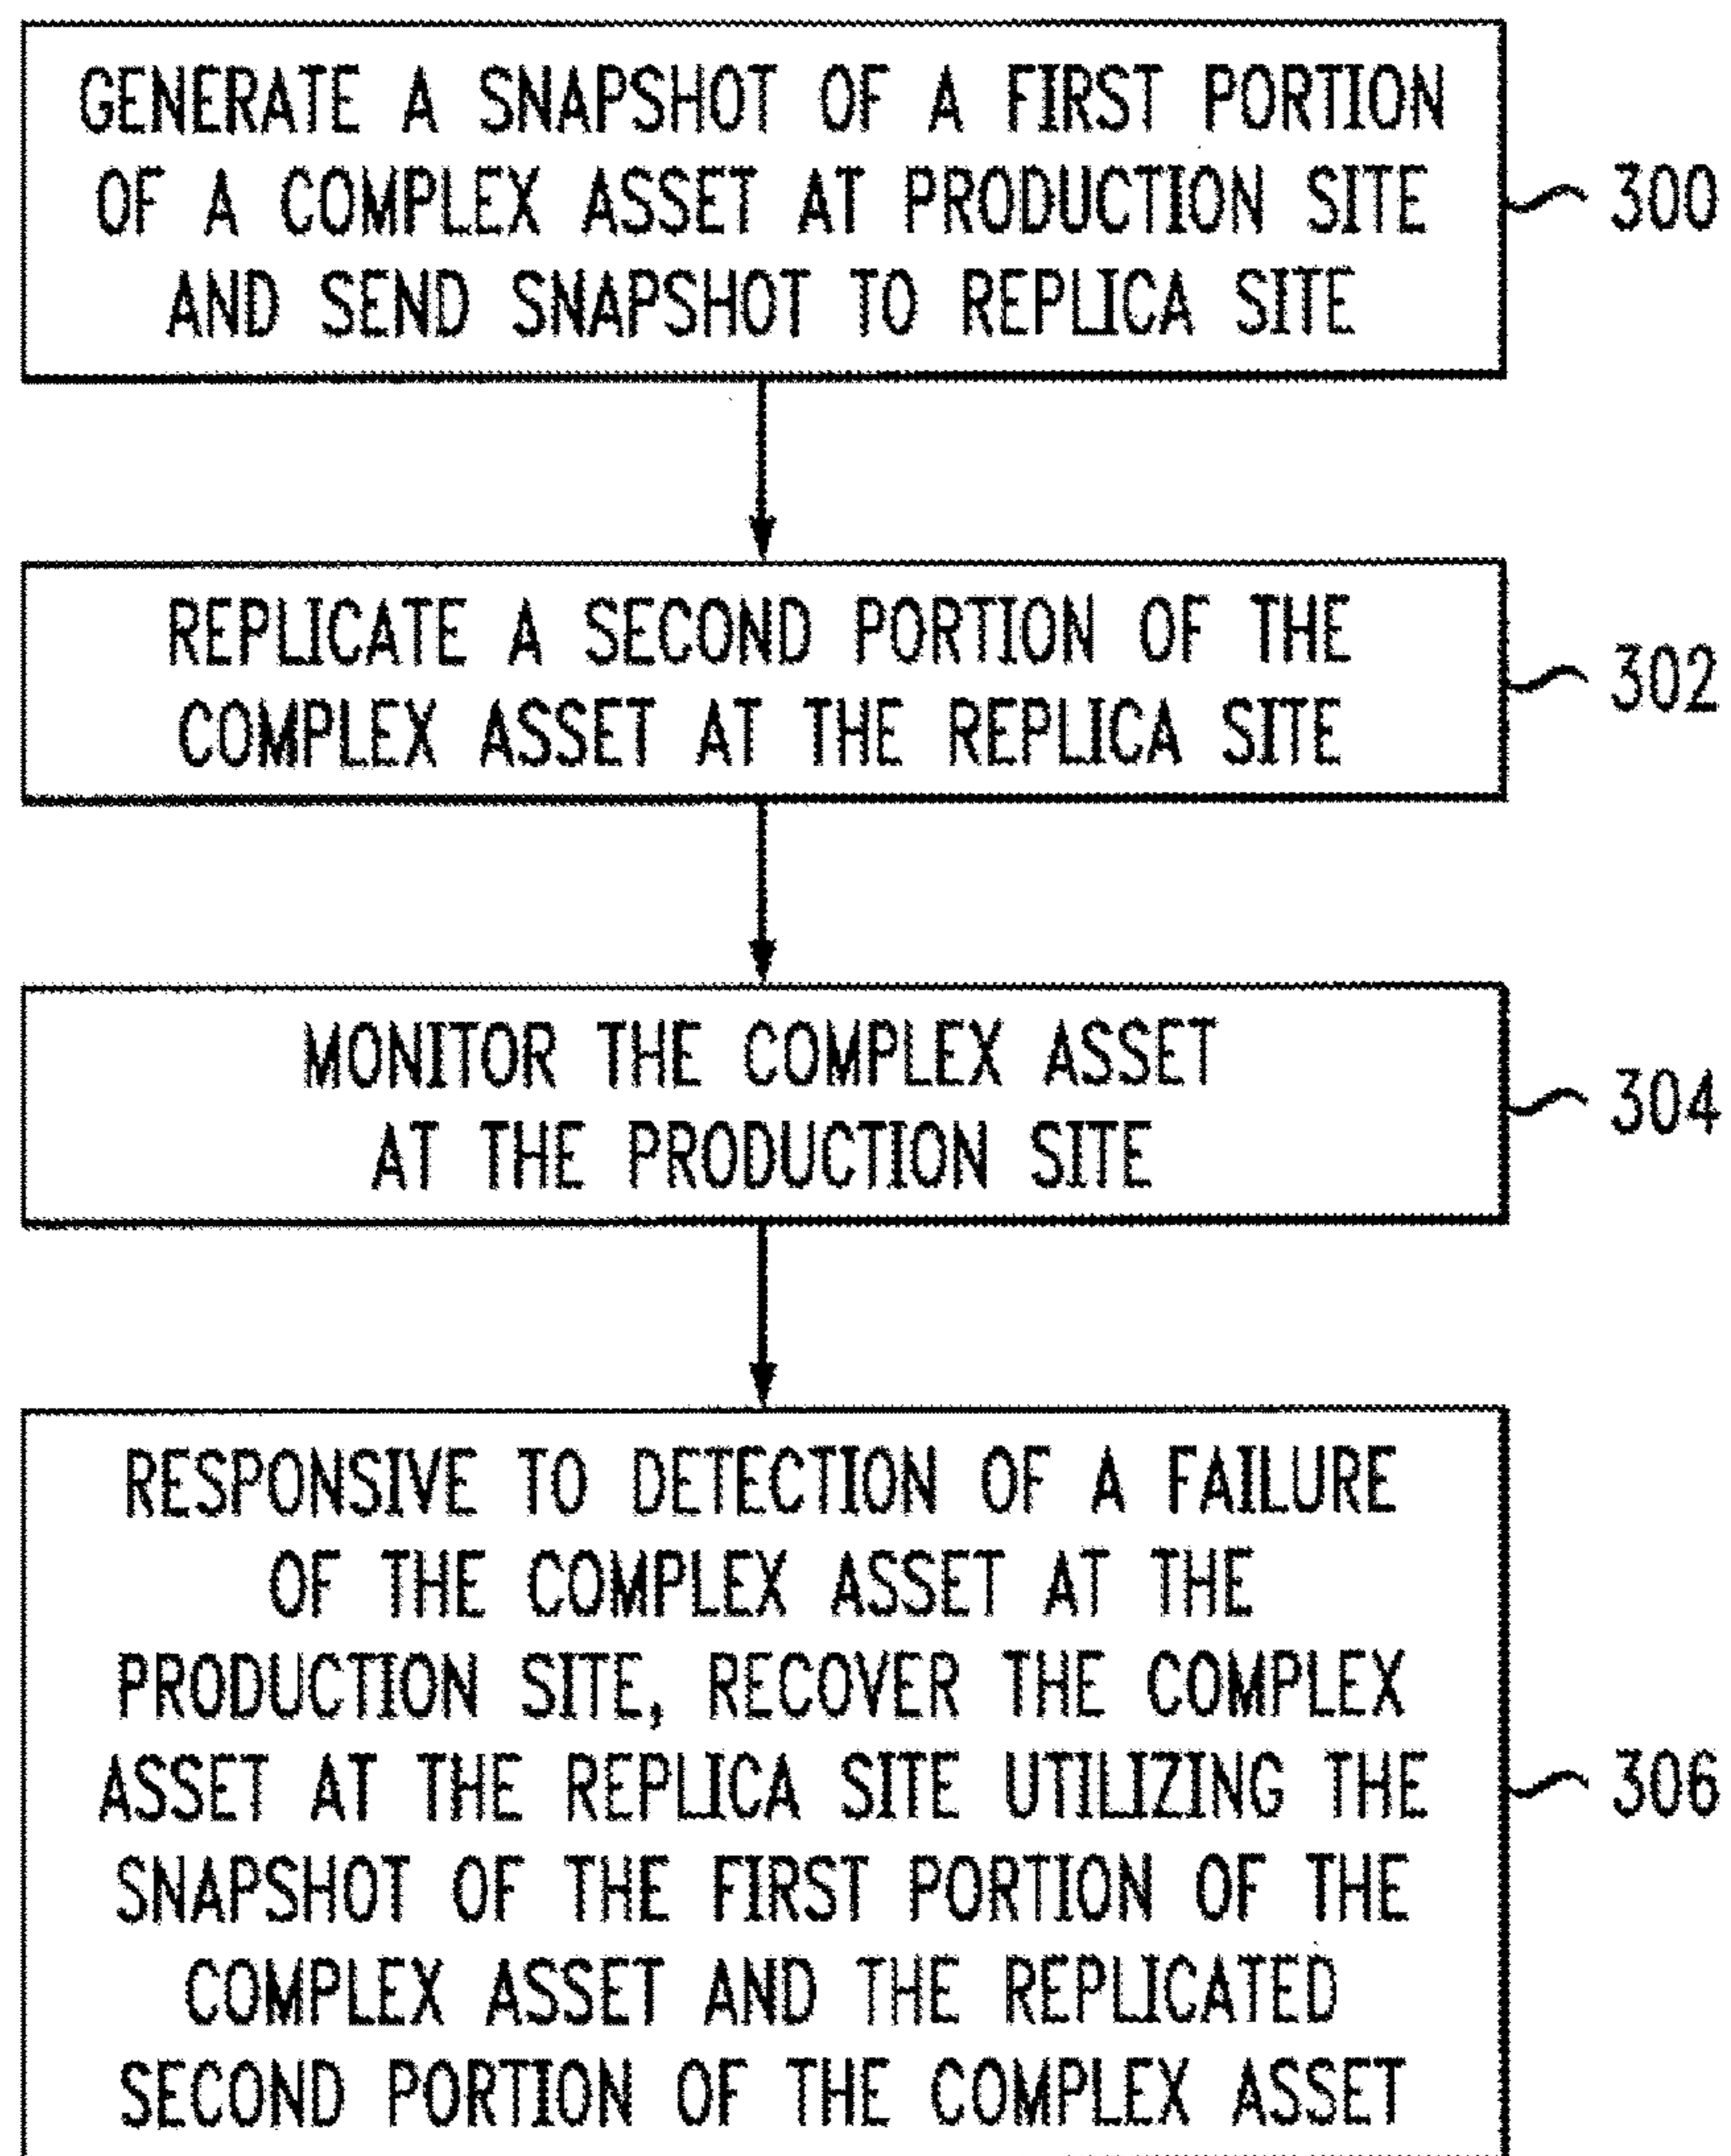 GENERATE A SNAPSHOT OF A FIRST PORTION
OF A COMPLEX ASSET AT PRODUCTION SITE
AND SEND SNAPSHOT TO REPLICA SITE
300
REPLICATE A SECOND PORTION OF THE
COMPLEX ASSET AT THE REPLICA SITE
302
MONITOR THE COMPLEX ASSET
AT THE PRODUCTION SITE
304
RESPONSIVE TO DETECTION OF A FAILURE
OF THE COMPLEX ASSET AT THE
PRODUCTION SITE, RECOVER THE COMPLEX
ASSET AT THE REPLICA SITE UTILIZING THE
SNAPSHOT OF THE FIRST PORTION OF THE
COMPLEX ASSET AND THE REPLICATED
SECOND PORTION OF THE COMPLEX ASSET
306